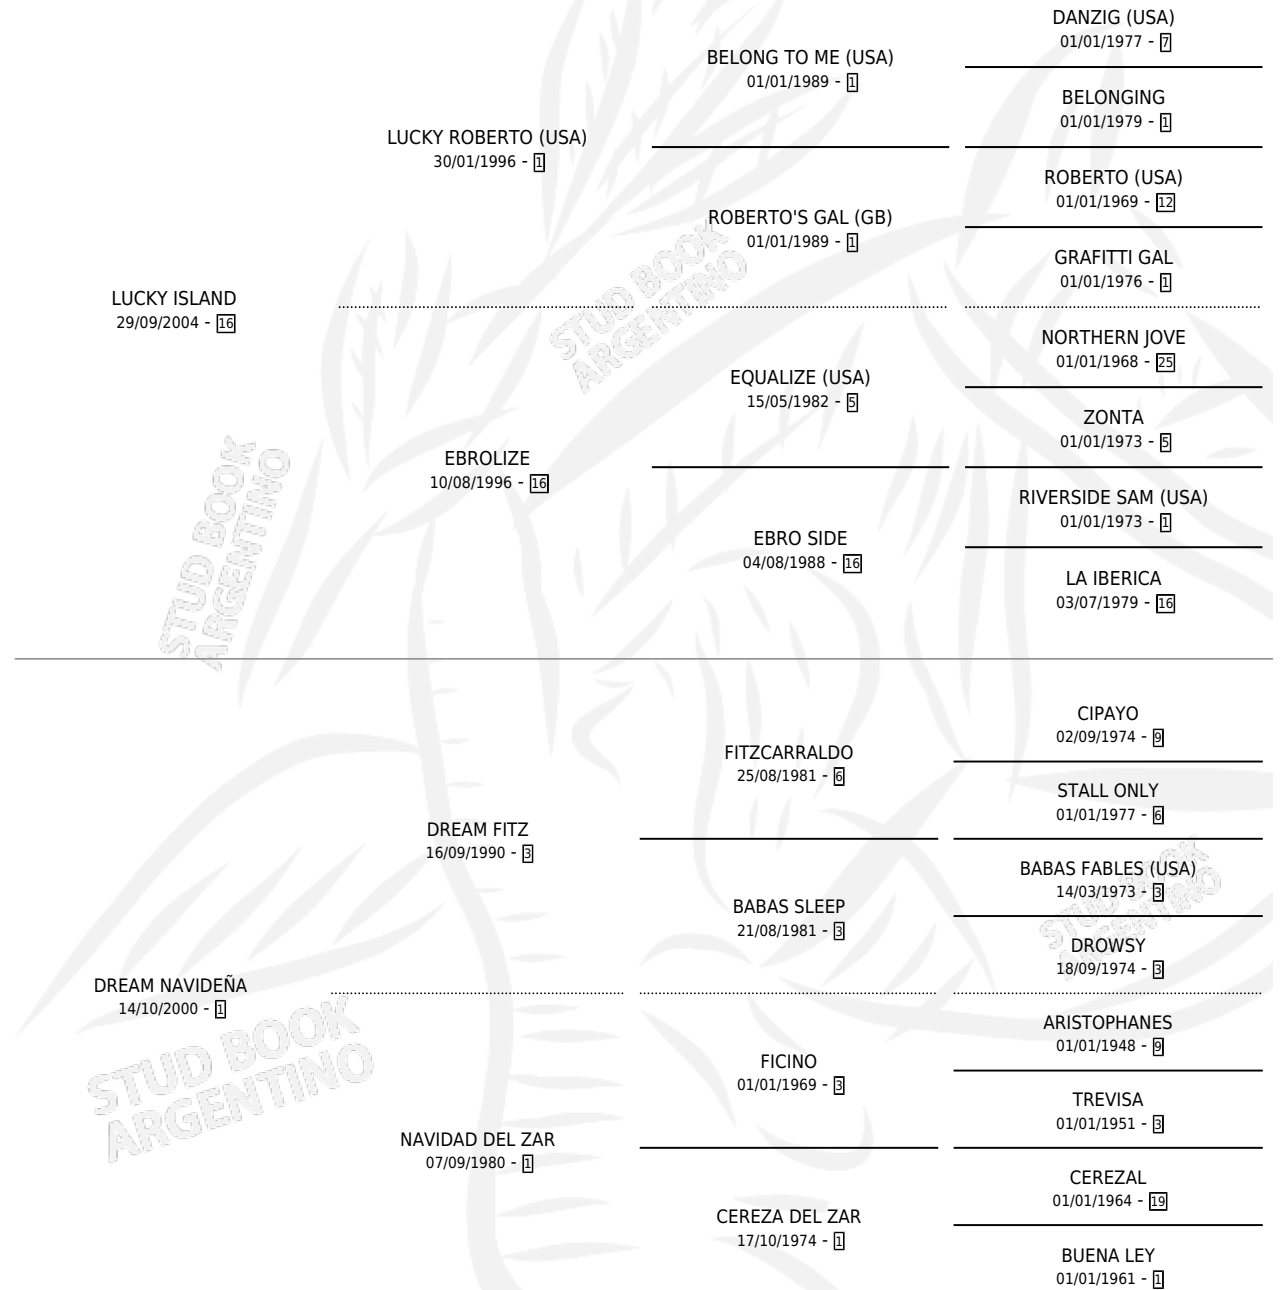 DANZIG (USA)
01/01/1977 - 7
BELONG TO ME (USA)
01/01/1989 - 1
BELONGING
01/01/1979 - 1
LUCKY ROBERTO (USA)
30/01/1996 - 1
ROBERTO (USA)
01/01/1969 - 12
ROBERTO'S GAL (GB)
01/01/1989 - 1
GRAFITTI GAL
01/01/1976 - 1
LUCKY ISLAND
29/09/2004 - 16
NORTHERN JOVE
01/01/1968 - 25
EQUALIZE (USA)
15/05/1982 - 5
ZONTA
01/01/1973 - 5
EBROLIZE
10/08/1996 - 16
RIVERSIDE SAM (USA)
01/01/1973 - 1
EBRO SIDE
04/08/1988 - 16
LA IBERICA
03/07/1979 - 16
CIPAYO
02/09/1974 - 9
FITZCARRALDO
25/08/1981 - 6
STALL ONLY
01/01/1977 - 6
DREAM FITZ
16/09/1990 - 3
BABAS FABLES (USA)
14/03/1973 - 3
BABAS SLEEP
21/08/1981 - 3
DROWSY
18/09/1974 - 3
DREAM NAVIDEÑA
14/10/2000 - 1
ARISTOPHANES
01/01/1948 - 9
FICINO
01/01/1969 - 3
TREVISA
01/01/1951 - 3
NAVIDAD DEL ZAR
07/09/1980 - 1
CEREZAL
01/01/1964 - 19
CEREZA DEL ZAR
17/10/1974 - 1
BUENA LEY
01/01/1961 - 1
STUD BOOK
ARGENTINO
STUD BOOK
ARGENTINO
STUD BOOK
ARGENTINO
STUD BOOK
ARGENTINO